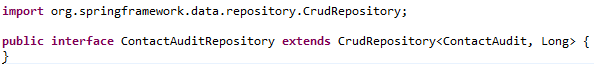 import org.springframework.data.repository.CrudRepository;
public interface ContactAuditRepository extends CrudRepository<ContactAudit, Long> {
}